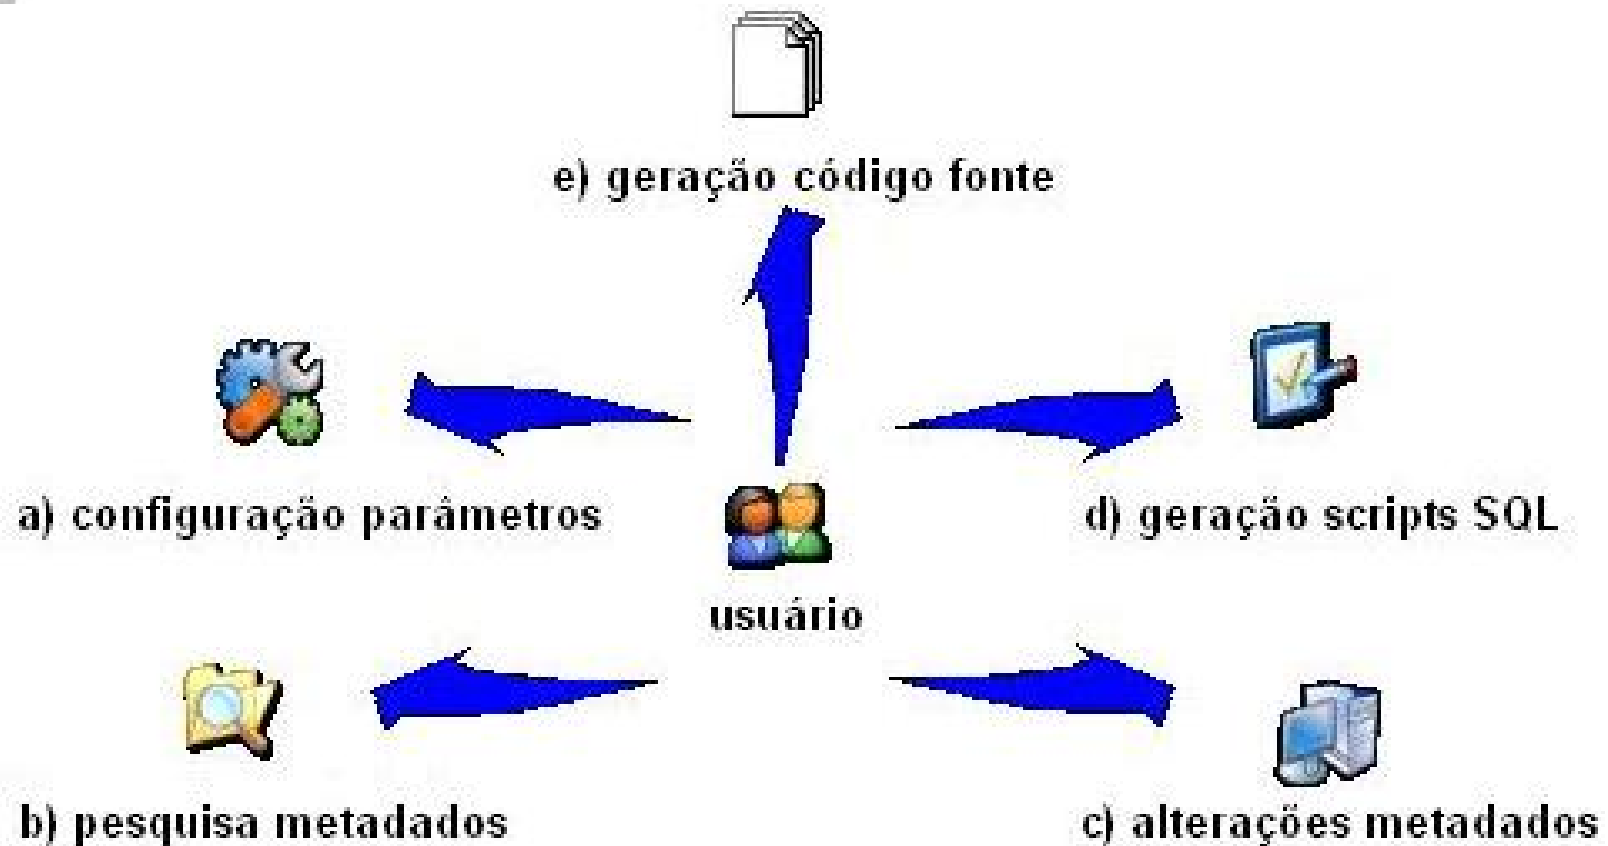 e) geração código fonte
a) configuração parâmetros
d) geração scripts SQL
usuário
b) pesquisa metadados
c) alterações metadados